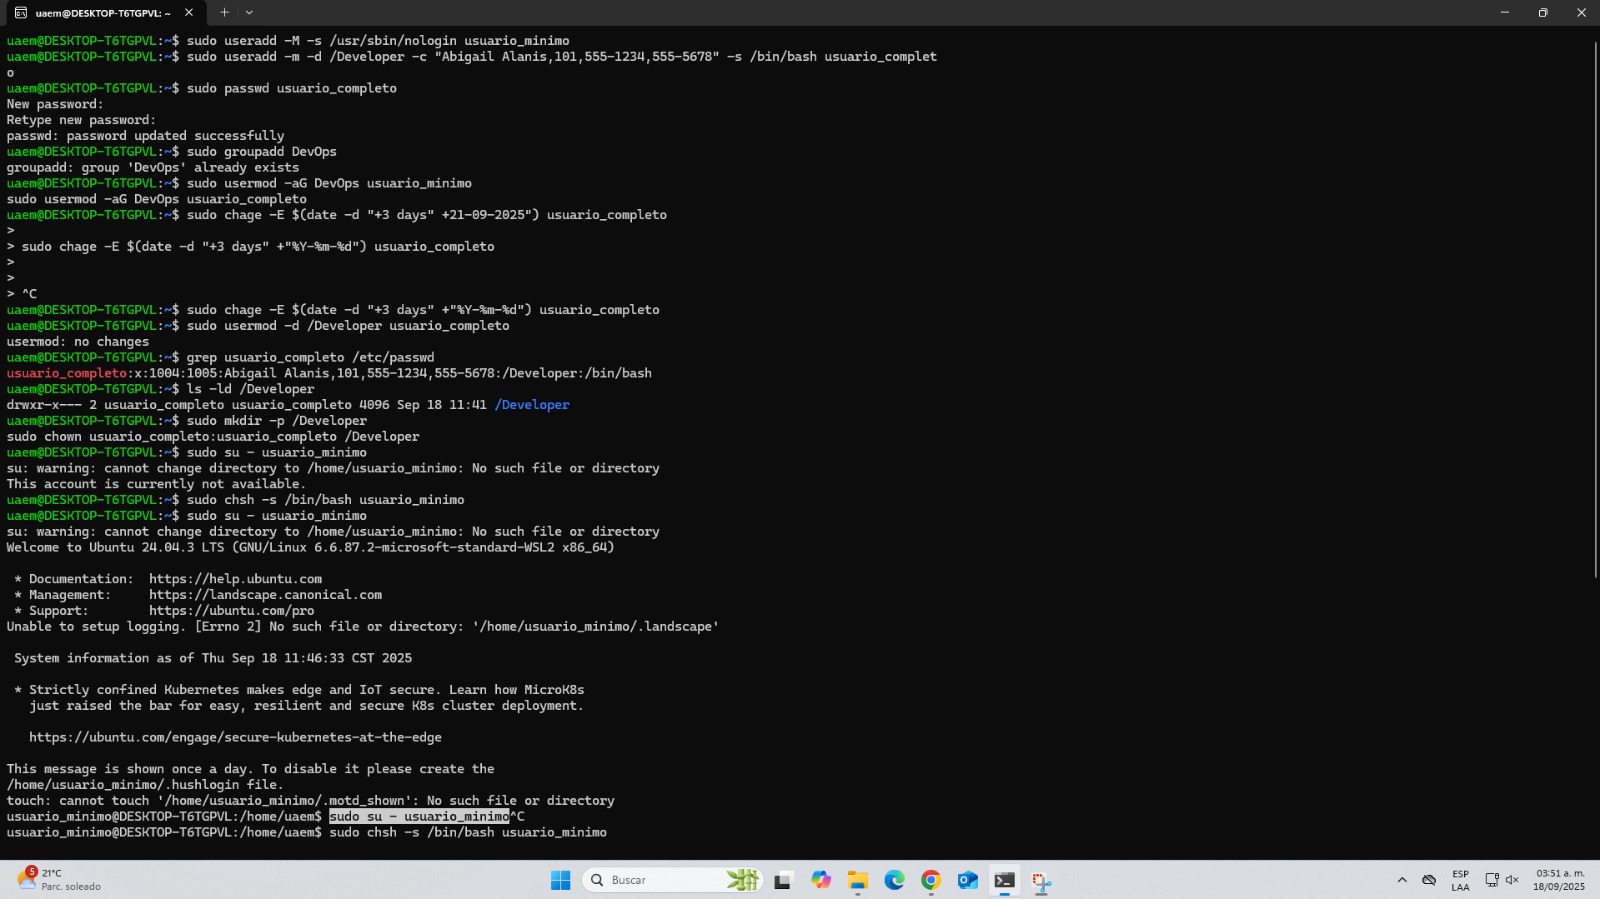 uaem@DESKTOP-T6TGPVL: ~
uaem@DESKTOP-T6TGPVL:~$ sudo useradd -M -s /usr/sbin/nologin usuario_minimo
uaem@DESKTOP-T6TGPVL:~$ sudo useradd -m -d /Developer -c "Abigail Alanis,101,555-1234,555-5678" -s /bin/bash usuario_complet
o
uaem@DESKTOP-T6TGPVL:~$ sudo passwd usuario_completo
New password:
Retype new password:
passwd: password updated successfully
uaem@DESKTOP-T6TGPVL:~$ sudo groupadd DevOps
groupadd: group 'DevOps' already exists
uaem@DESKTOP-T6TGPVL:~$ sudo usermod -aG DevOps usuario_minimo
sudo usermod -aG DevOps usuario_completo
uaem@DESKTOP-T6TGPVL:~$ sudo chage -E $(date -d "+3 days" +21-09-2025") usuario_completo
>
> sudo chage -E $(date -d "+3 days" +"%Y-%m-%d") usuario_completo
>
>
> ^C
uaem@DESKTOP-T6TGPVL:~$ sudo chage -E $(date -d "+3 days" +"%Y-%m-%d") usuario_completo
uaem@DESKTOP-T6TGPVL:~$ sudo usermod -d /Developer usuario_completo
usermod: no changes
uaem@DESKTOP-T6TGPVL:~$ grep usuario_completo /etc/passwd
usuario_completo:x:1004:1005:Abigail Alanis,101,555-1234,555-5678:/Developer:/bin/bash
uaem@DESKTOP-T6TGPVL:~$ ls -ld /Developer
drwxr-x--- 2 usuario_completo usuario_completo 4096 Sep 18 11:41 /Developer
uaem@DESKTOP-T6TGPVL:~$ sudo mkdir -p /Developer
sudo chown usuario_completo:usuario_completo /Developer
uaem@DESKTOP-T6TGPVL:~$ sudo su - usuario_minimo
su: warning: cannot change directory to /home/usuario_minimo: No such file or directory
This account is currently not available.
uaem@DESKTOP-T6TGPVL:~$ sudo chsh -s /bin/bash usuario_minimo
uaem@DESKTOP-T6TGPVL:~$ sudo su - usuario_minimo
su: warning: cannot change directory to /home/usuario_minimo: No such file or directory
Welcome to Ubuntu 24.04.3 LTS (GNU/Linux 6.6.87.2-microsoft-standard-WSL2 x86_64)
* Documentation:  https://help.ubuntu.com
* Management:     https://landscape.canonical.com
* Support:        https://ubuntu.com/pro
Unable to setup logging. [Errno 2] No such file or directory: '/home/usuario_minimo/.landscape'
System information as of Thu Sep 18 11:46:33 CST 2025
* Strictly confined Kubernetes makes edge and IoT secure. Learn how MicroK8s
just raised the bar for easy, resilient and secure K8s cluster deployment.
https://ubuntu.com/engage/secure-kubernetes-at-the-edge
This message is shown once a day. To disable it please create the
/home/usuario_minimo/.hushlogin file.
touch: cannot touch '/home/usuario_minimo/.motd_shown': No such file or directory
usuario_minimo@DESKTOP-T6TGPVL:/home/uaem$ sudo su - usuario_minimo^C
usuario_minimo@DESKTOP-T6TGPVL:/home/uaem$ sudo chsh -s /bin/bash usuario_minimo
5
21°C
Parc. soleado
Buscar
ESP
LAA
03:51 a. m.
18/09/2025